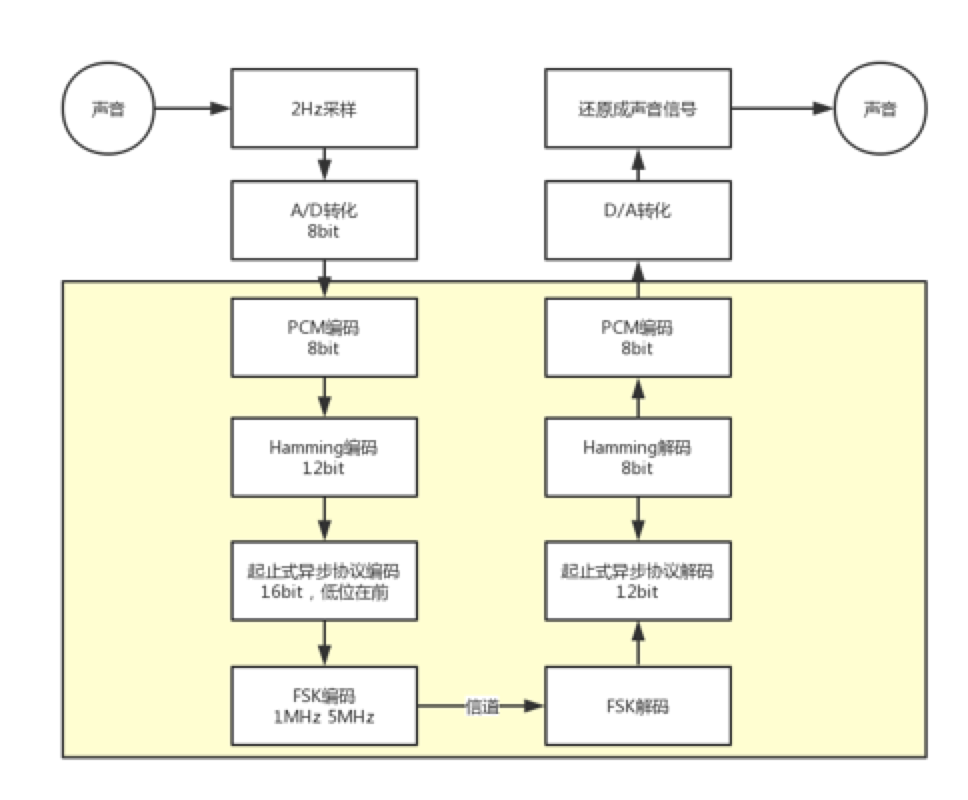 声音
2Hz采样
A/D转化
8bit
PCM编码
8bit
Hamming编码
12bit
起止式异步协议编码
16bit，低位在前
FSK编码
1MHz 5MHz
信道
FSK解码
起止式异步协议解码
12bit
Hamming解码
8bit
PCM编码
8bit
D/A转化
还原成声音信号
声音